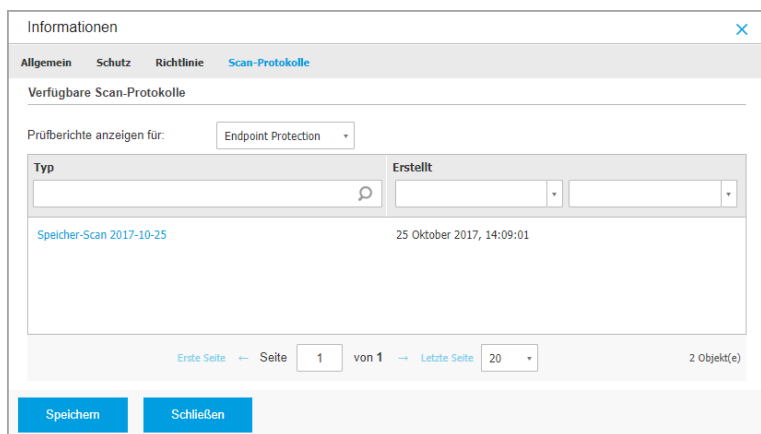 Informationen
Allgemein Schutz Richtlinie Scan-Protokolle
Verfügbare Scan-Protokolle
Prüfberichte anzeigen für: Endpoint Protection
Typ Erstellt
Speicher-Scan 2017-10-25 25 Oktober 2017, 14:09:01
Erste Seite ← Seite 1 von 1 → Letzte Seite 20 2 Objekt(e)
Speichern Schließen